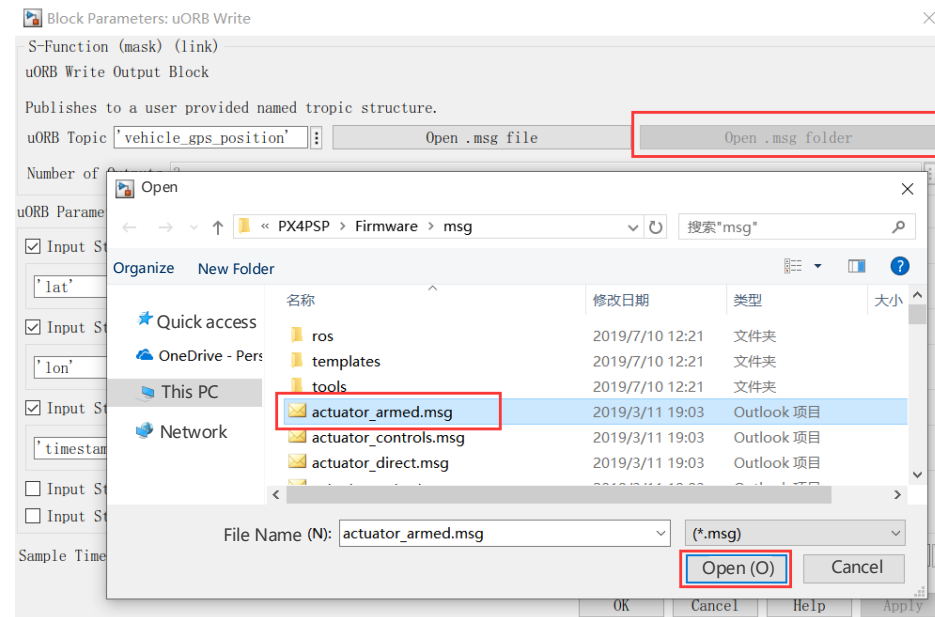 Block Parameters: uORB Write
S-Function (mask) (link)
uORB Write Output Block
Publishes to a user provided named tropic structure.
uORB Topic 'vehicle_gps_position' Open .msg file Open .msg folder
Number of
Open
« PX4PSP > Firmware > msg 搜索"msg"
uORB Parame
Organize New Folder
Input St
'lat'
Input St
'lon'
Input St
'timestam
Input St
Input St
Sample Time
Quick access
OneDrive - Pers
This PC
Network
名称 修改日期 类型 大小
ros 2019/7/10 12:21 文件夹
templates 2019/7/10 12:21 文件夹
tools 2019/7/10 12:21 文件夹
actuator_armed.msg 2019/3/11 19:03 Outlook 项目
actuator_controls.msg 2019/3/11 19:03 Outlook 项目
actuator_direct.msg 2019/3/11 19:03 Outlook 项目
File Name (N): actuator_armed.msg (*.msg)
Open (O) Cancel
OK Cancel Help Apply